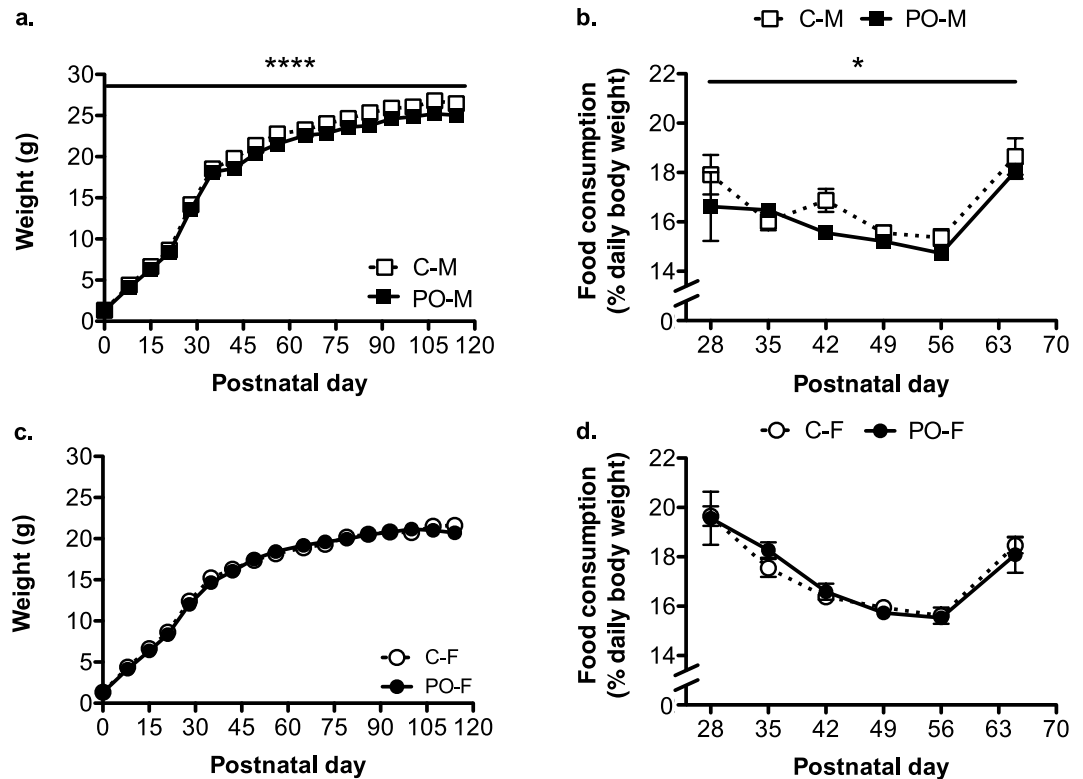 a.
****
30
25
20
15
10
5
0
Weight (g)
C-M
PO-M
0 15 30 45 60 75 90 105 120
Postnatal day
b.
C-M PO-M
*
22
20
18
16
14
0
Food consumption
(% daily body weight)
28 35 42 49 56 63 70
Postnatal day
c.
30
25
20
15
10
5
0
Weight (g)
C-F
PO-F
0 15 30 45 60 75 90 105 120
Postnatal day
d.
C-F PO-F
22
20
18
16
14
0
Food consumption
(% daily body weight)
28 35 42 49 56 63 70
Postnatal day